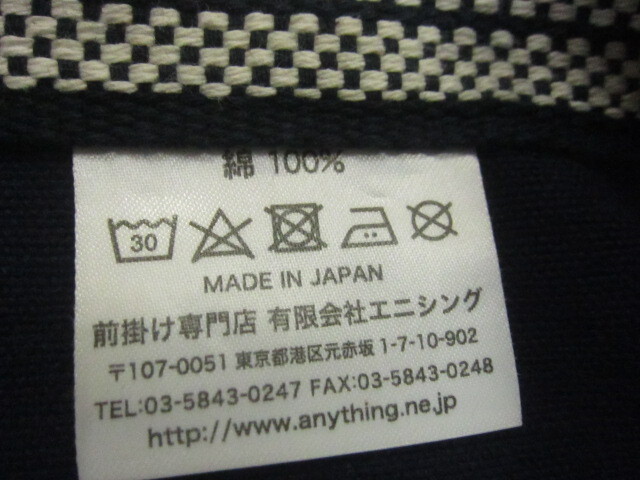 綿 100%
30
MADE IN JAPAN
前掛け専門店 有限会社エニシング
〒107-0051 東京都港区元赤坂 1-7-10-902
TEL:03-5843-0247 FAX:03-5843-0248
http://www.anything.ne.jp